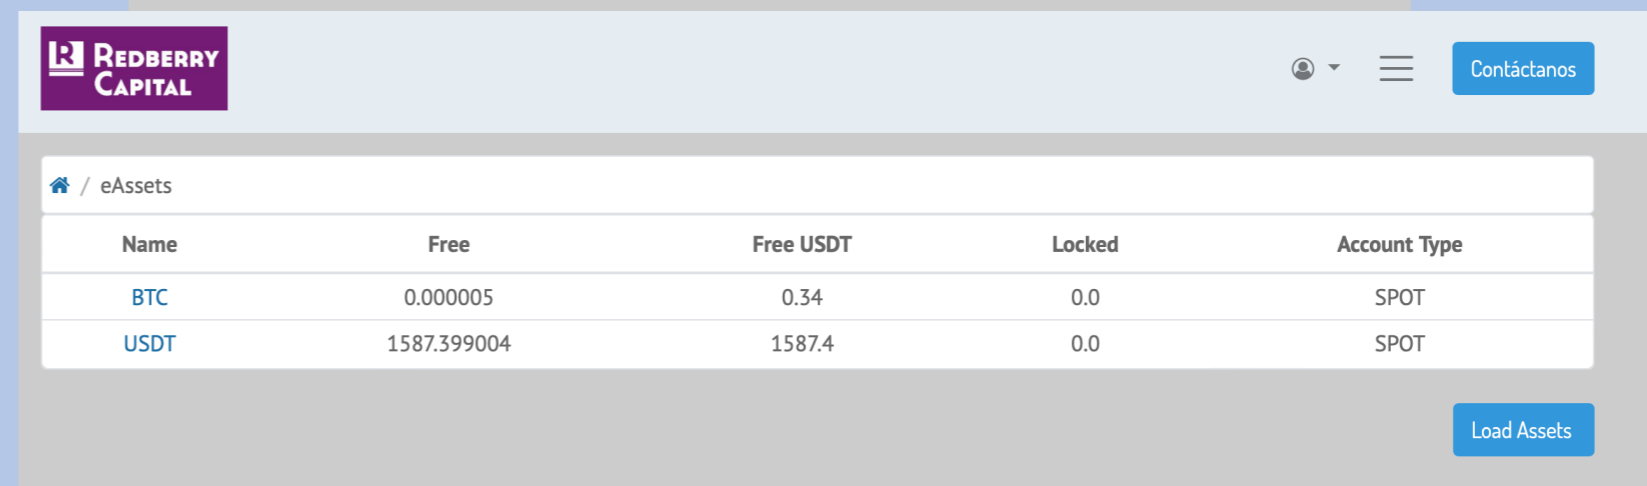 REDBERRY
CAPITAL
Contáctanos
/ eAssets
Name Free Free USDT Locked Account Type
BTC 0.000005 0.34 0.0 SPOT
USDT 1587.399004 1587.4 0.0 SPOT
Load Assets